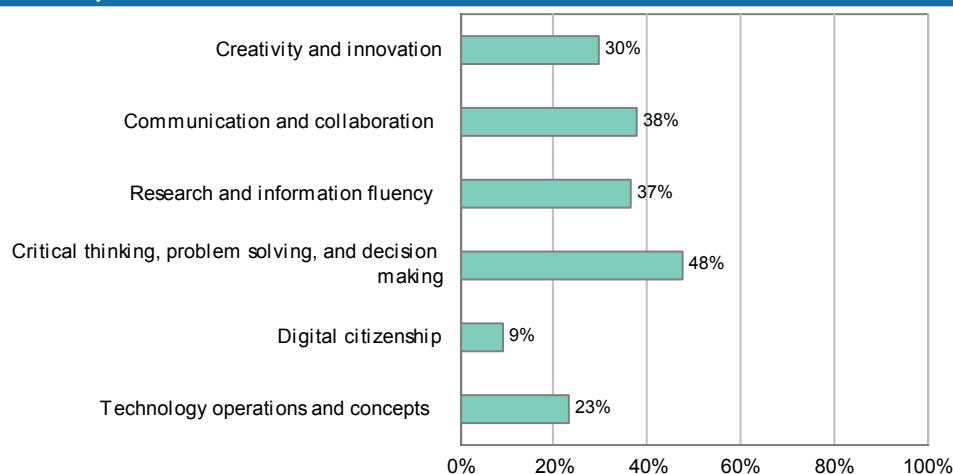 Creativity and innovation
30%
Communication and collaboration
38%
Research and information fluency
37%
Critical thinking, problem solving, and decision
making
48%
Digital citizenship
9%
Technology operations and concepts
23%
0%
20%
40%
60%
80%
100%